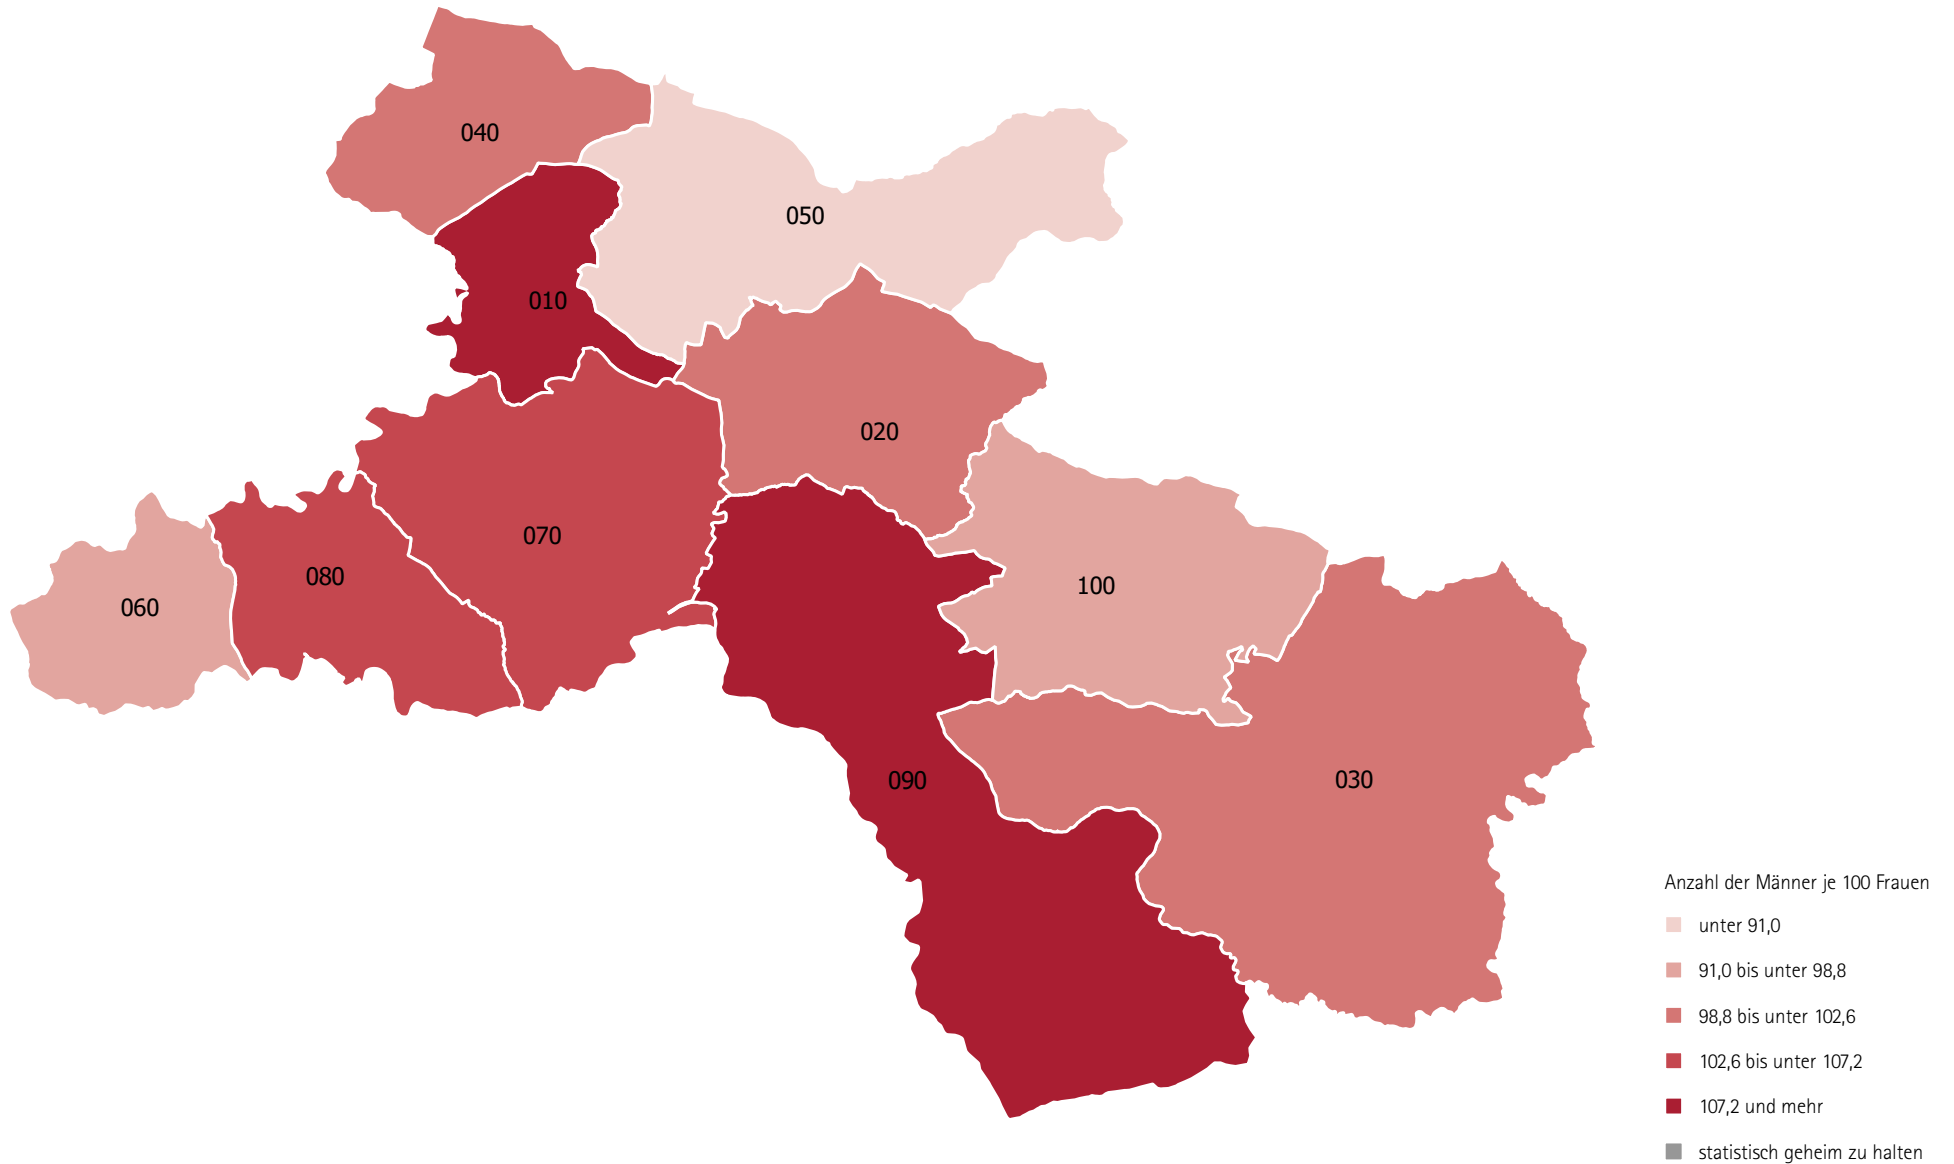 040
050
010
020
070
080
100
060
090
030
Anzahl der Männer je 100 Frauen
unter 91,0
91,0 bis unter 98,8
98,8 bis unter 102,6
102,6 bis unter 107,2
107,2 und mehr
statistisch geheim zu halten